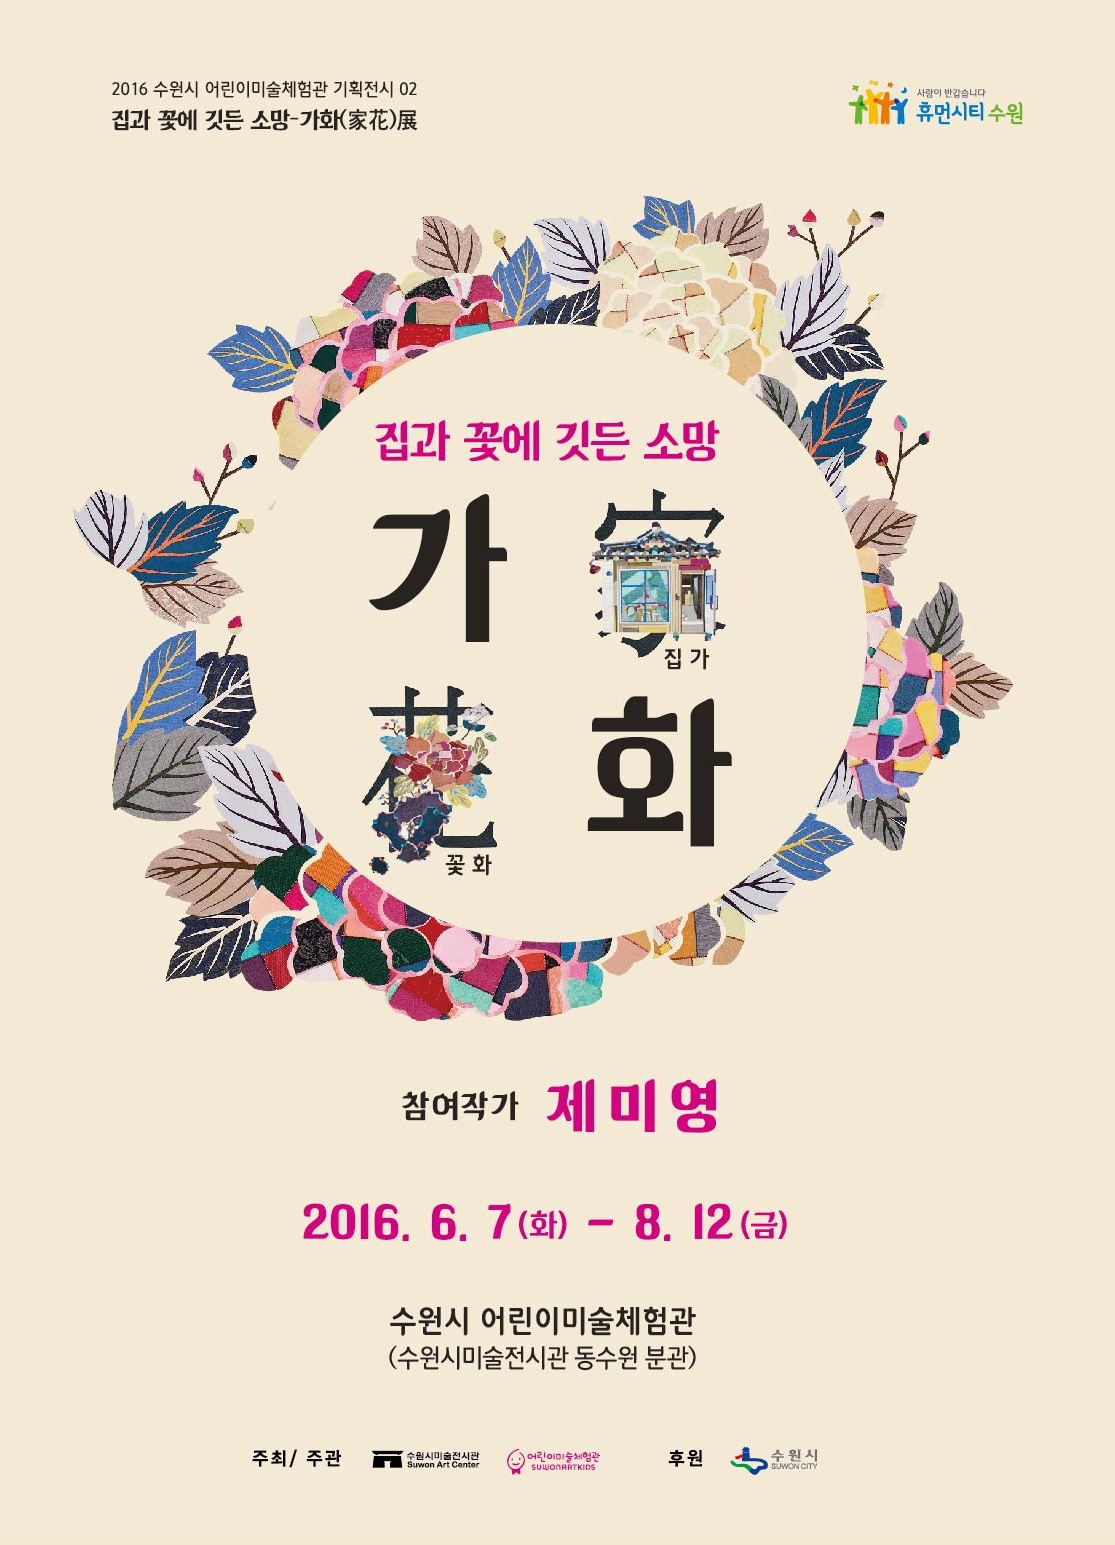 2016 수원시 어린이미술체험관 기획전시 02
집과 꽃에 깃든 소망-가화(家花)展
사람이 반갑습니다
휴먼시티 수원
집과 꽃에 깃든 소망
가 家
집 가
花 화
꽃 화
참여작가 제미영
2016. 6. 7(화) - 8. 12(금)
수원시 어린이미술체험관
(수원시미술전시관 동수원 분관)
주최/ 주관 수원시미술전시관 Suwon Art Center 어린이미술체험관 SUWONARTKIDS 후원 수원시 SUWON CITY